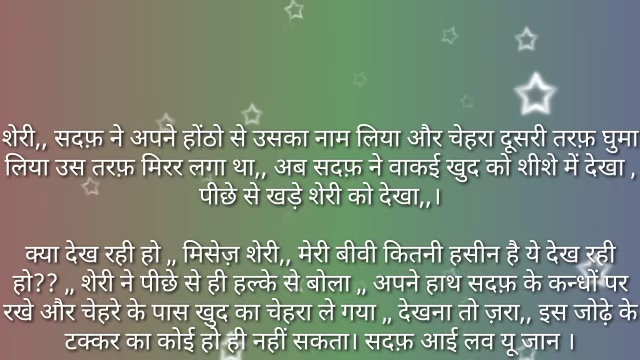 शेरी,, सदफ़ ने अपने होंठो से उसका नाम लिया और चेहरा दूसरी तरफ़ घुमा
लिया उस तरफ़ मिरर लगा था,, अब सदफ़ ने वाकई खुद को शीशे में देखा ,
पीछे से खड़े शेरी को देखा,,।
क्या देख रही हो ,, मिसेज़ शेरी,, मेरी बीवी कितनी हसीन है ये देख रही
हो?? ,, शेरी ने पीछे से ही हल्के से बोला ,, अपने हाथ सदफ़ के कन्धों पर
रखे और चेहरे के पास खुद का चेहरा ले गया ,, देखना तो ज़रा,, इस जोढ़े के
टक्कर का कोई हो ही नहीं सकता। सदफ़ आई लव यू जान ।